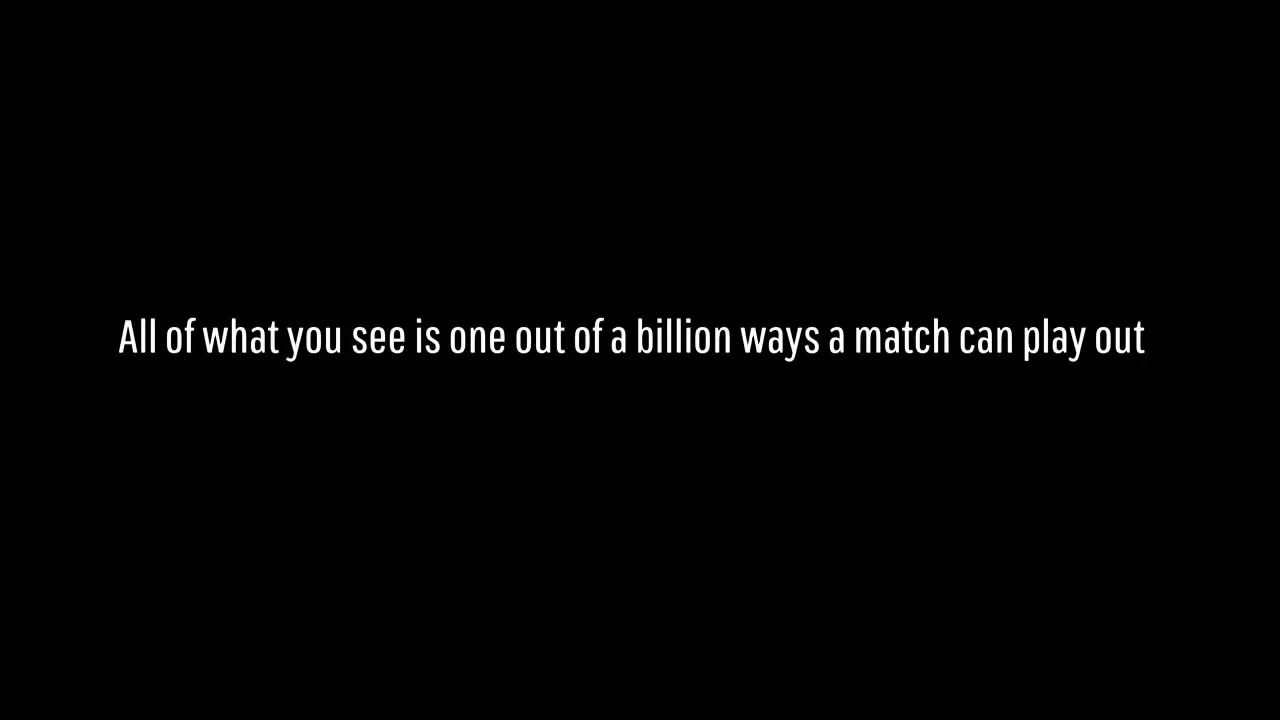 All of what you see is one out of a billion ways a match can play out